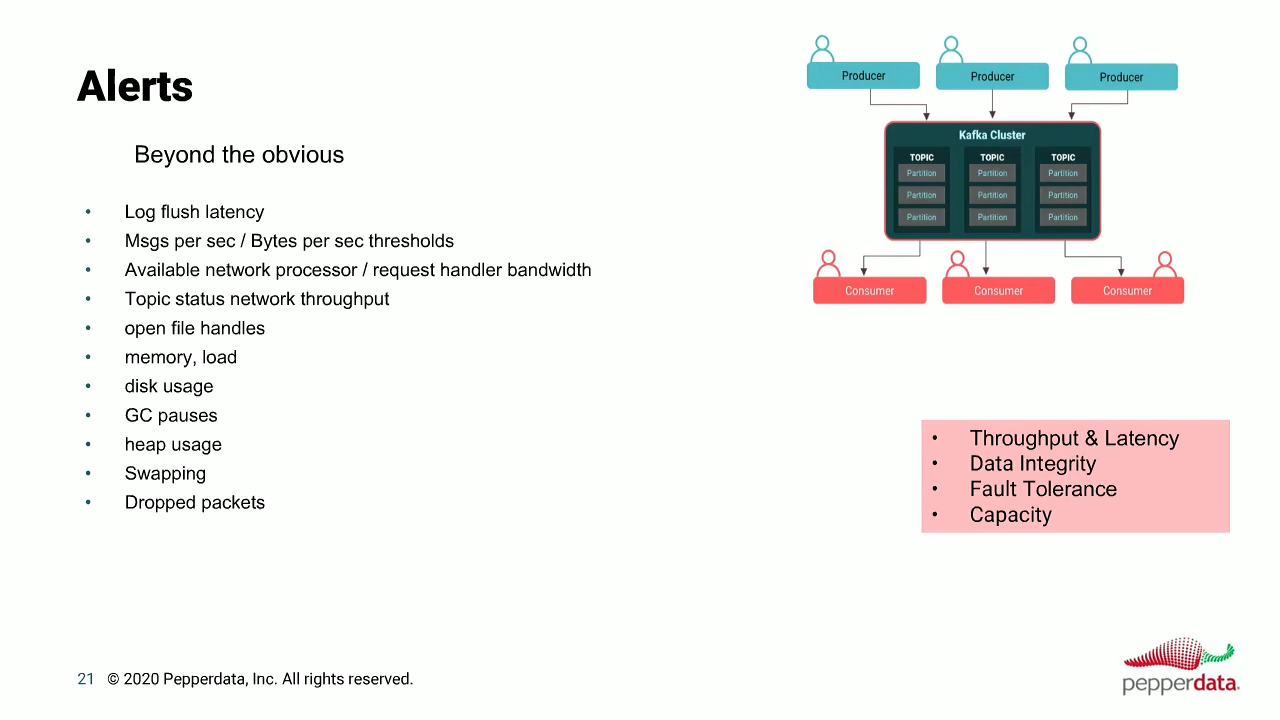 Alerts
Beyond the obvious
• Log flush latency
• Msgs per sec / Bytes per sec thresholds
• Available network processor / request handler bandwidth
• Topic status network throughput
• open file handles
• memory, load
• disk usage
• GC pauses
• heap usage
• Swapping
• Dropped packets
Producer Producer Producer
Kafka Cluster
TOPIC TOPIC TOPIC
Partition Partition Partition
Partition Partition Partition
Partition Partition Partition
Consumer Consumer Consumer
• Throughput & Latency
• Data Integrity
• Fault Tolerance
• Capacity
21 © 2020 Pepperdata, Inc. All rights reserved.
pepperdata.